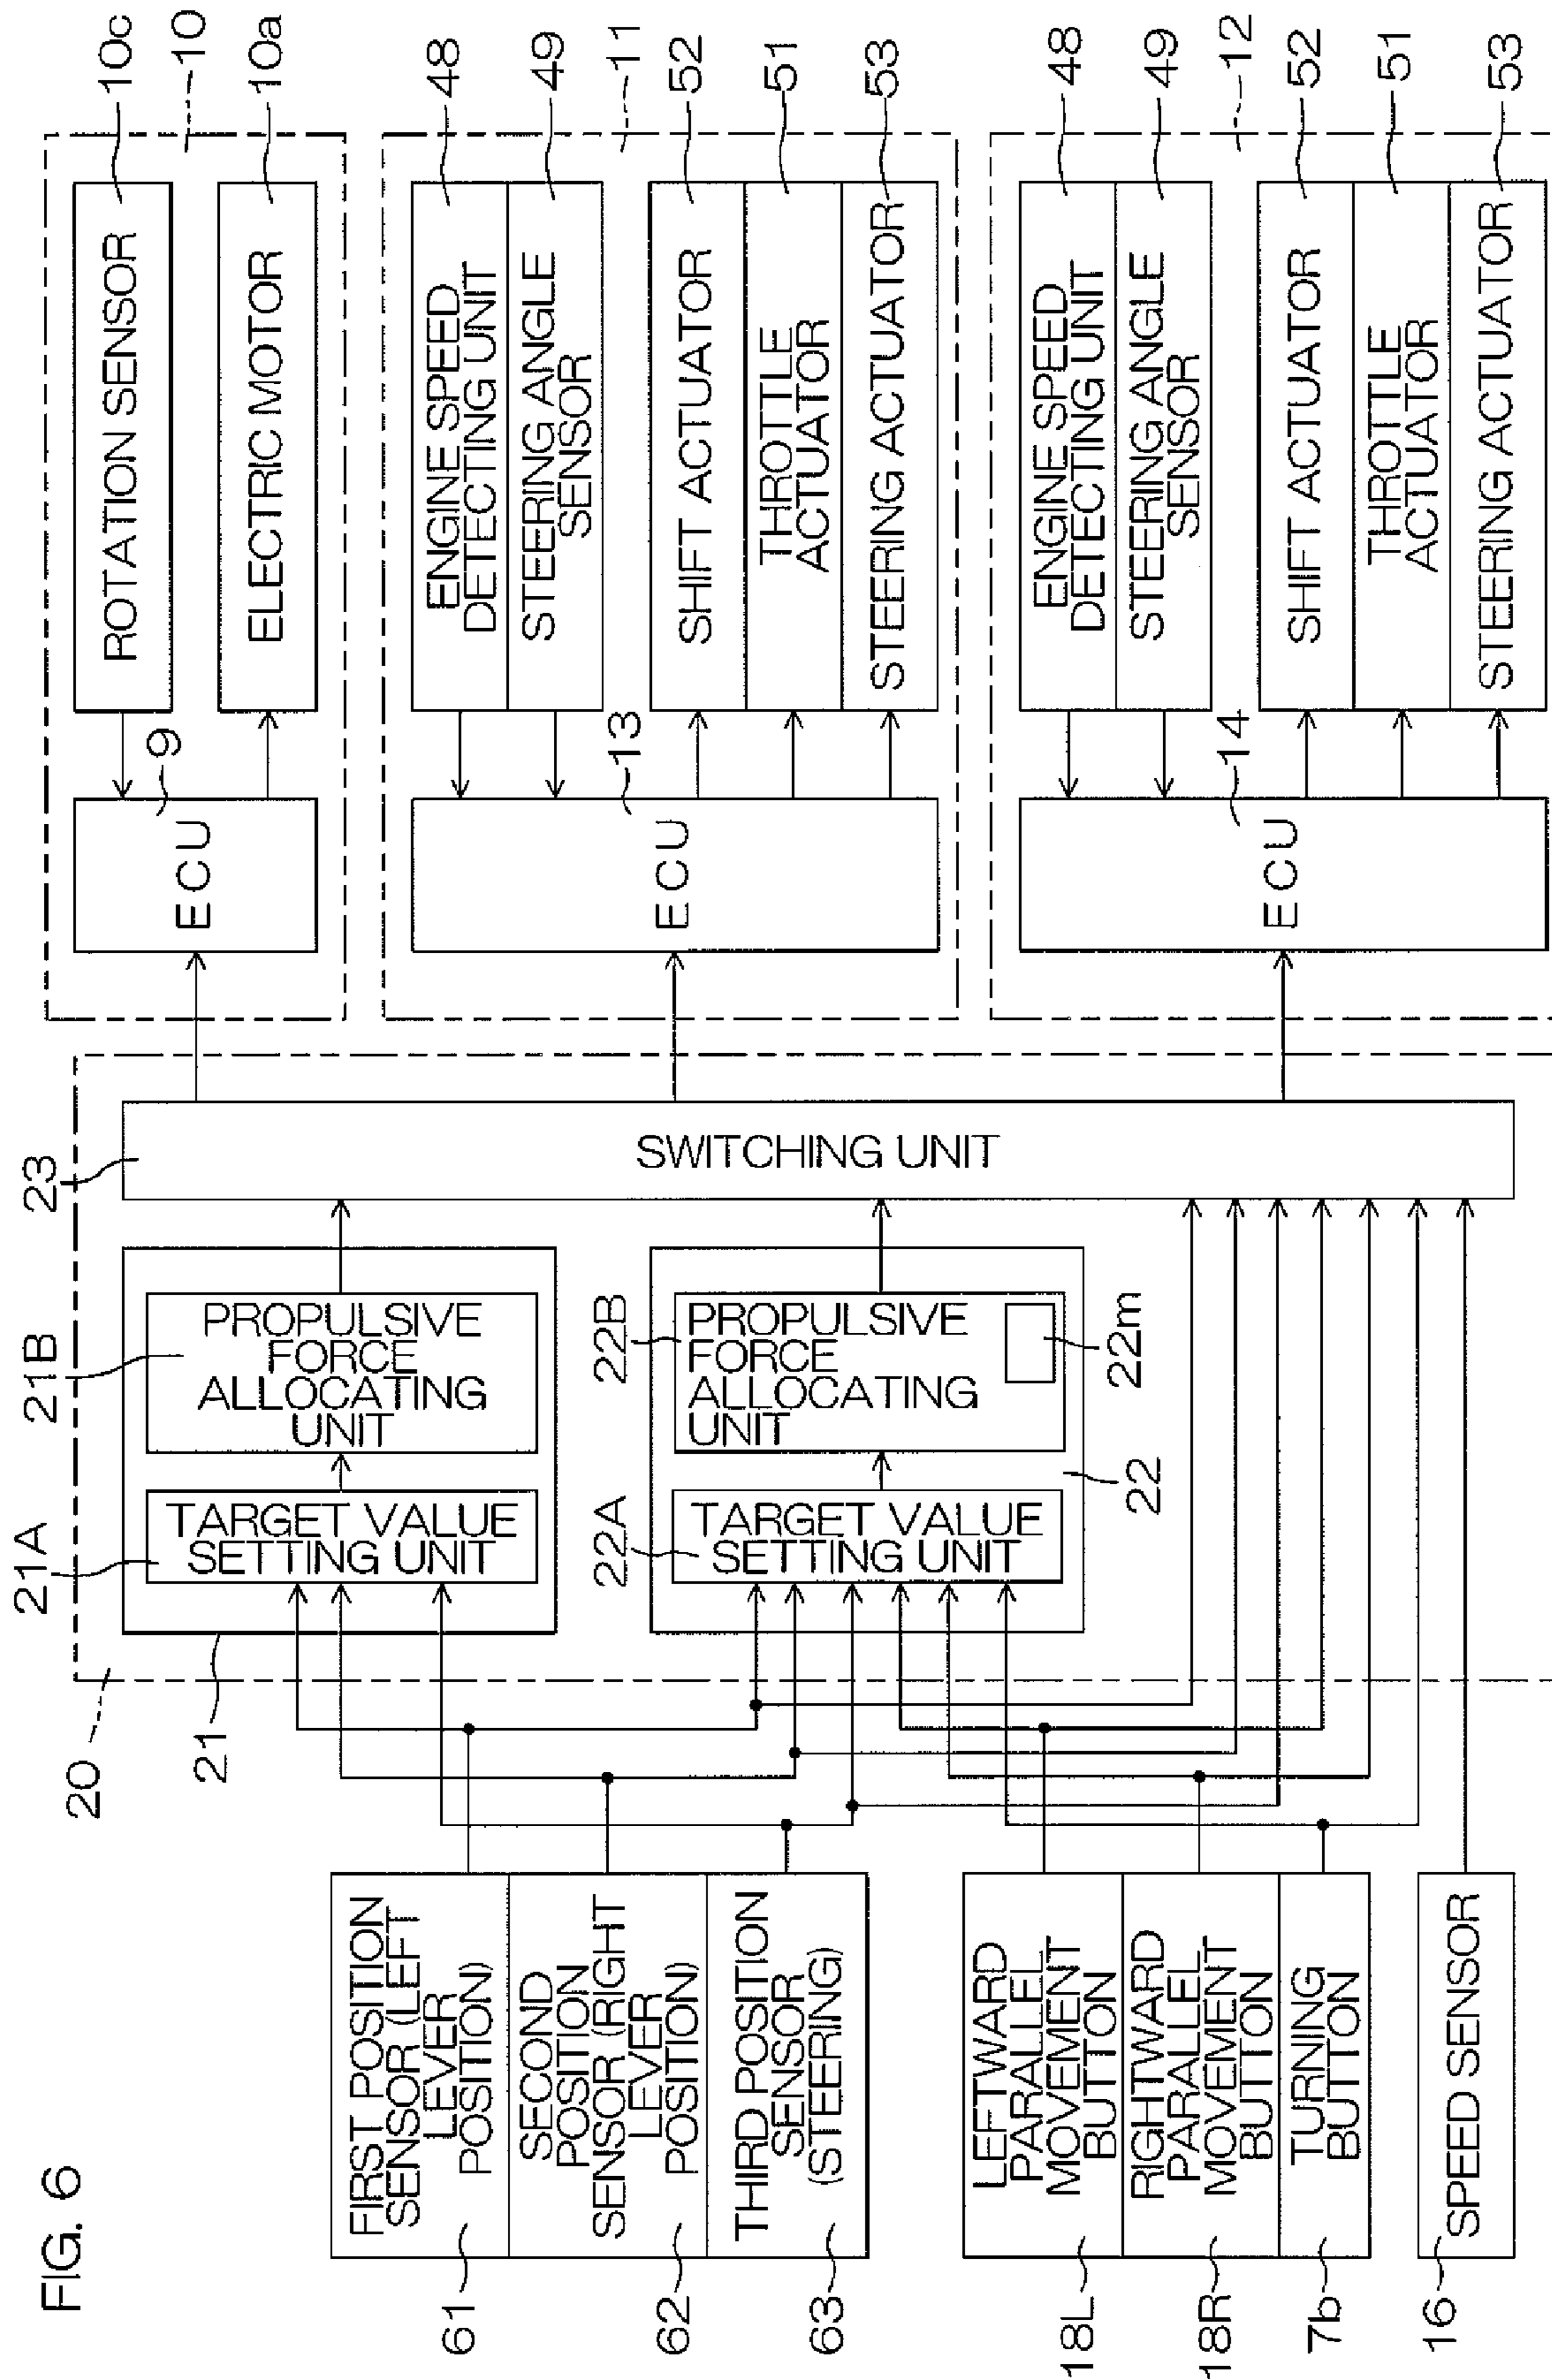 FIG. 6
61
FIRST POSITION
SENSOR (LEFT
LEVER
POSITION)
62
SECOND
POSITION
SENSOR (RIGHT
LEVER
POSITION)
63
THIRD POSITION
SENSOR
(STEERING)
18L
LEFTWARD
PARALLEL
MOVEMENT
BUTTON
18R
RIGHTWARD
PARALLEL
MOVEMENT
BUTTON
7b
TURNING
BUTTON
16
SPEED SENSOR
20
21
21A
TARGET VALUE
SETTING UNIT
21B
PROPULSIVE
FORCE
ALLOCATING
UNIT
22
22A
TARGET VALUE
SETTING UNIT
22B
PROPULSIVE
FORCE
ALLOCATING
UNIT
22m
23
SWITCHING UNIT
ECU
9
ROTATION SENSOR
10c
10
ELECTRIC MOTOR
10a
ECU
13
ENGINE SPEED
DETECTING UNIT
48
STEERING ANGLE
SENSOR
49
11
SHIFT ACTUATOR
52
THROTTLE
ACTUATOR
51
STEERING ACTUATOR
53
ECU
14
ENGINE SPEED
DETECTING UNIT
48
STEERING ANGLE
SENSOR
49
12
SHIFT ACTUATOR
52
THROTTLE
ACTUATOR
51
STEERING ACTUATOR
53